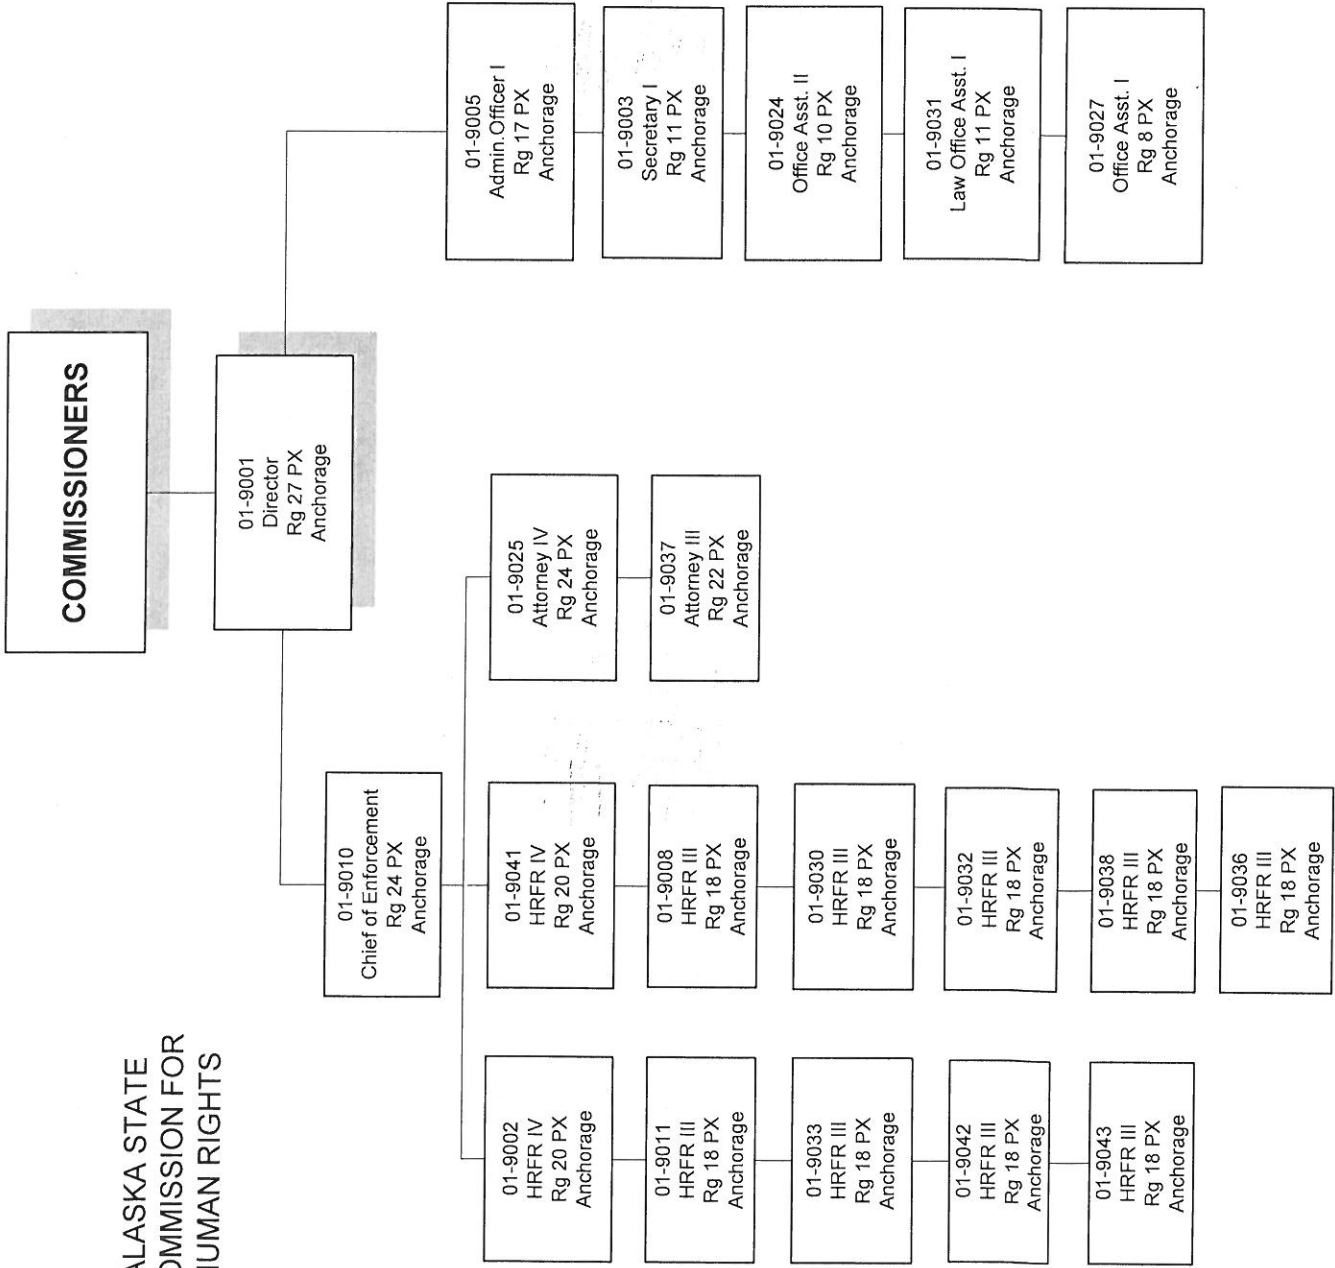 ALASKA STATE
OMMISSION FOR
HUMAN RIGHTS
COMMISSIONERS
01-9001
Director
Rg 27 PX
Anchorage
01-9010
Chief of Enforcement
Rg 24 PX
Anchorage
01-9002
HRFR IV
Rg 20 PX
Anchorage
01-9011
HRFR III
Rg 18 PX
Anchorage
01-9033
HRFR III
Rg 18 PX
Anchorage
01-9042
HRFR III
Rg 18 PX
Anchorage
01-9043
HRFR III
Rg 18 PX
Anchorage
01-9041
HRFR IV
Rg 20 PX
Anchorage
01-9008
HRFR III
Rg 18 PX
Anchorage
01-9030
HRFR III
Rg 18 PX
Anchorage
01-9032
HRFR III
Rg 18 PX
Anchorage
01-9038
HRFR III
Rg 18 PX
Anchorage
01-9036
HRFR III
Rg 18 PX
Anchorage
01-9025
Attorney IV
Rg 24 PX
Anchorage
01-9037
Attorney III
Rg 22 PX
Anchorage
01-9005
Admin.Officer I
Rg 17 PX
Anchorage
01-9003
Secretary I
Rg 11 PX
Anchorage
01-9024
Office Asst. II
Rg 10 PX
Anchorage
01-9031
Law Office Asst. I
Rg 11 PX
Anchorage
01-9027
Office Asst. I
Rg 8 PX
Anchorage